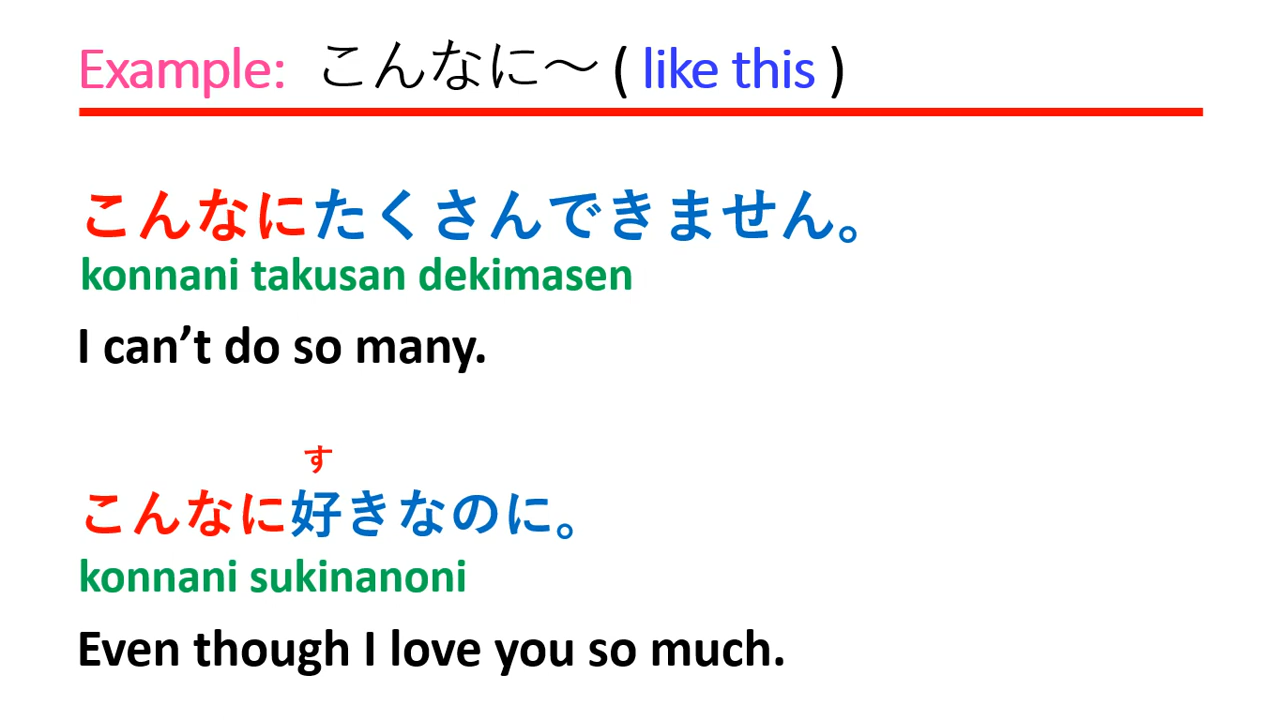 Example: こんなに～ ( like this )
こんなにたくさんできません。
konnani takusan dekimasen
I can’t do so many.
す
こんなに好きなのに。
konnani sukinanoni
Even though I love you so much.